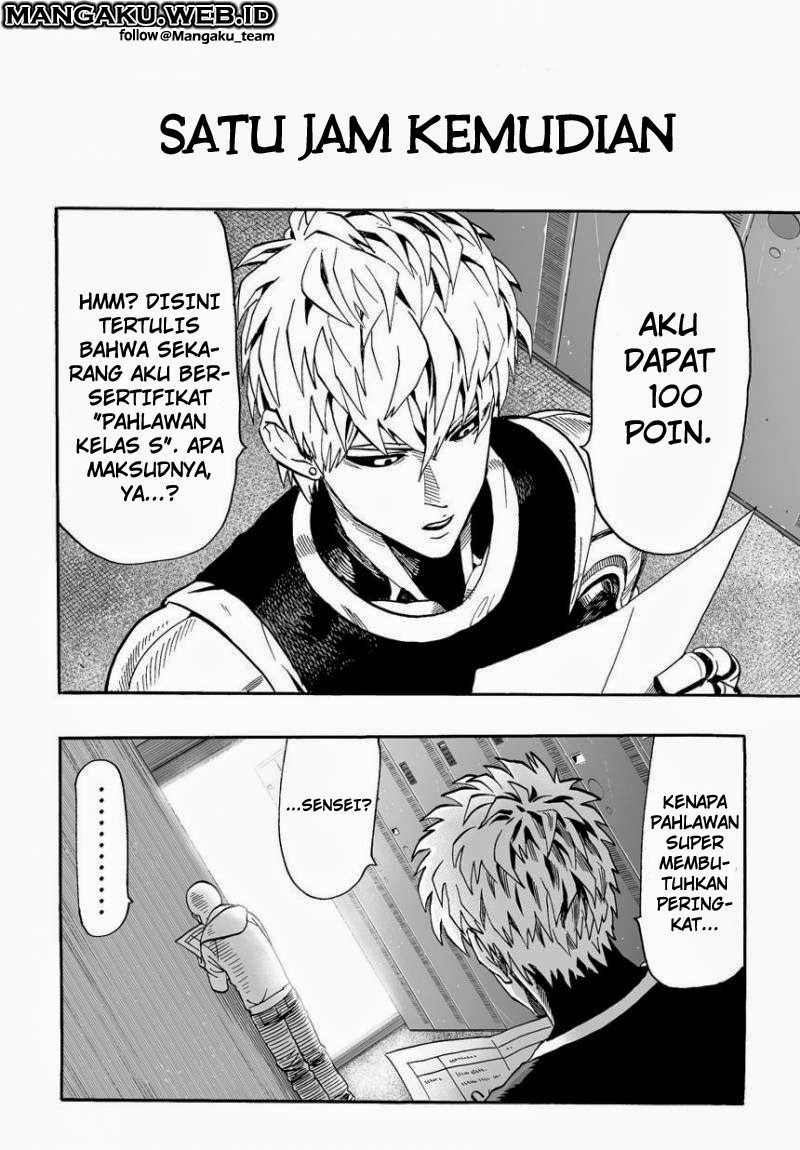 MANGAKU.WEB.ID
follow @Mangaku_team
SATU JAM KEMUDIAN
AKU
DAPAT
100
POIN.
HMM? DISINI
TERTULIS
BAHWA SEKA-
RANG AKU BER-
SERTIFIKAT
"PAHLAWAN
KELAS S". APA
MAKSUDNYA,
YA...?
KENAPA
PAHLAWAN
SUPER
MEMBU-
TUHKAN
PERING-
KAT...
...SENSEI?
..........